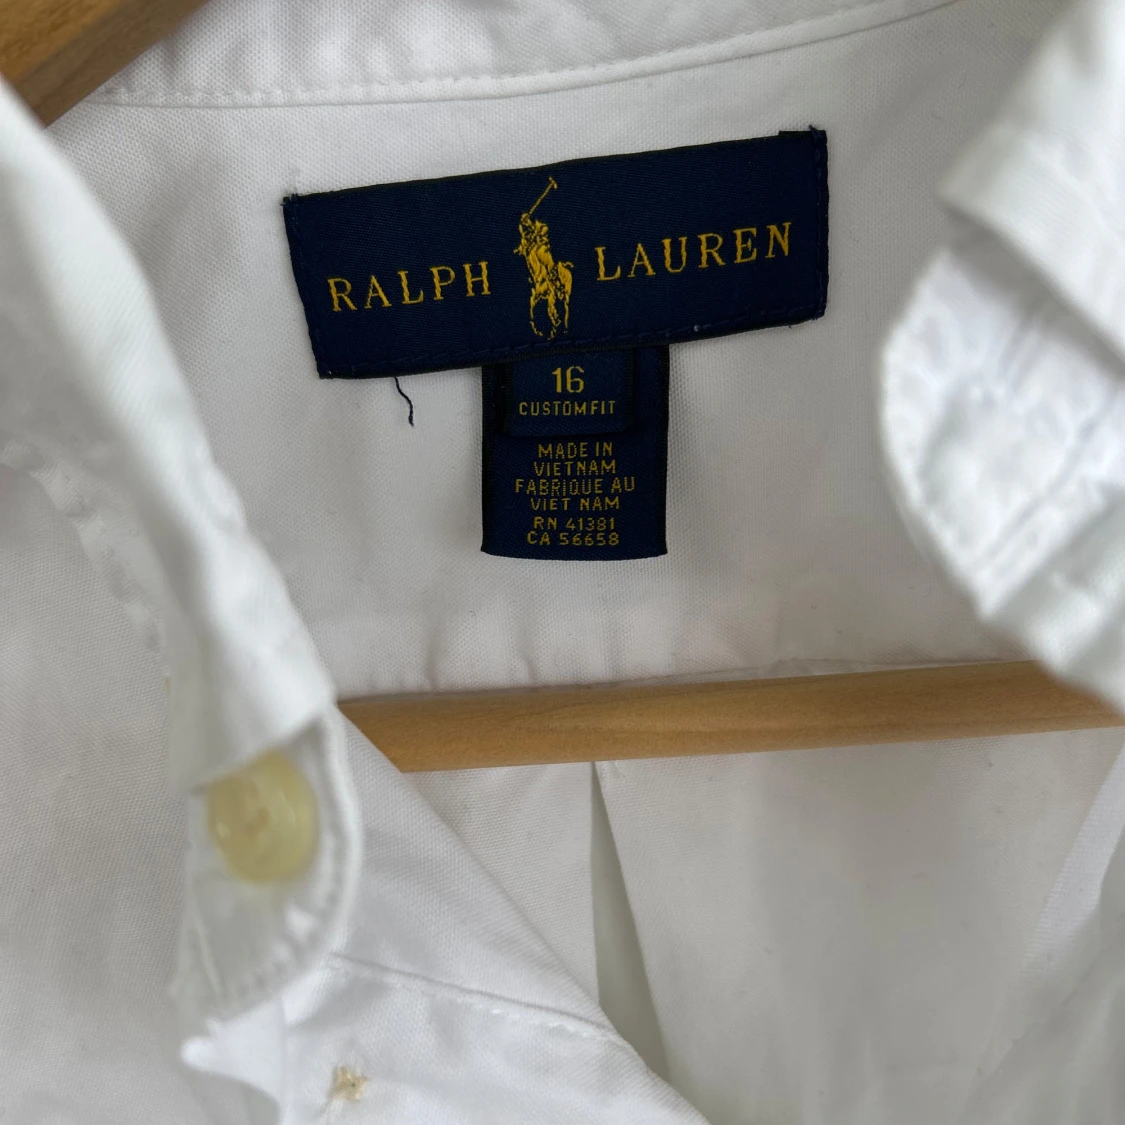 RALPH LAUREN
16
CUSTOM FIT
MADE IN
VIETNAM
FABRIQUE AU
VIET NAM
RN 41381
CA 56658